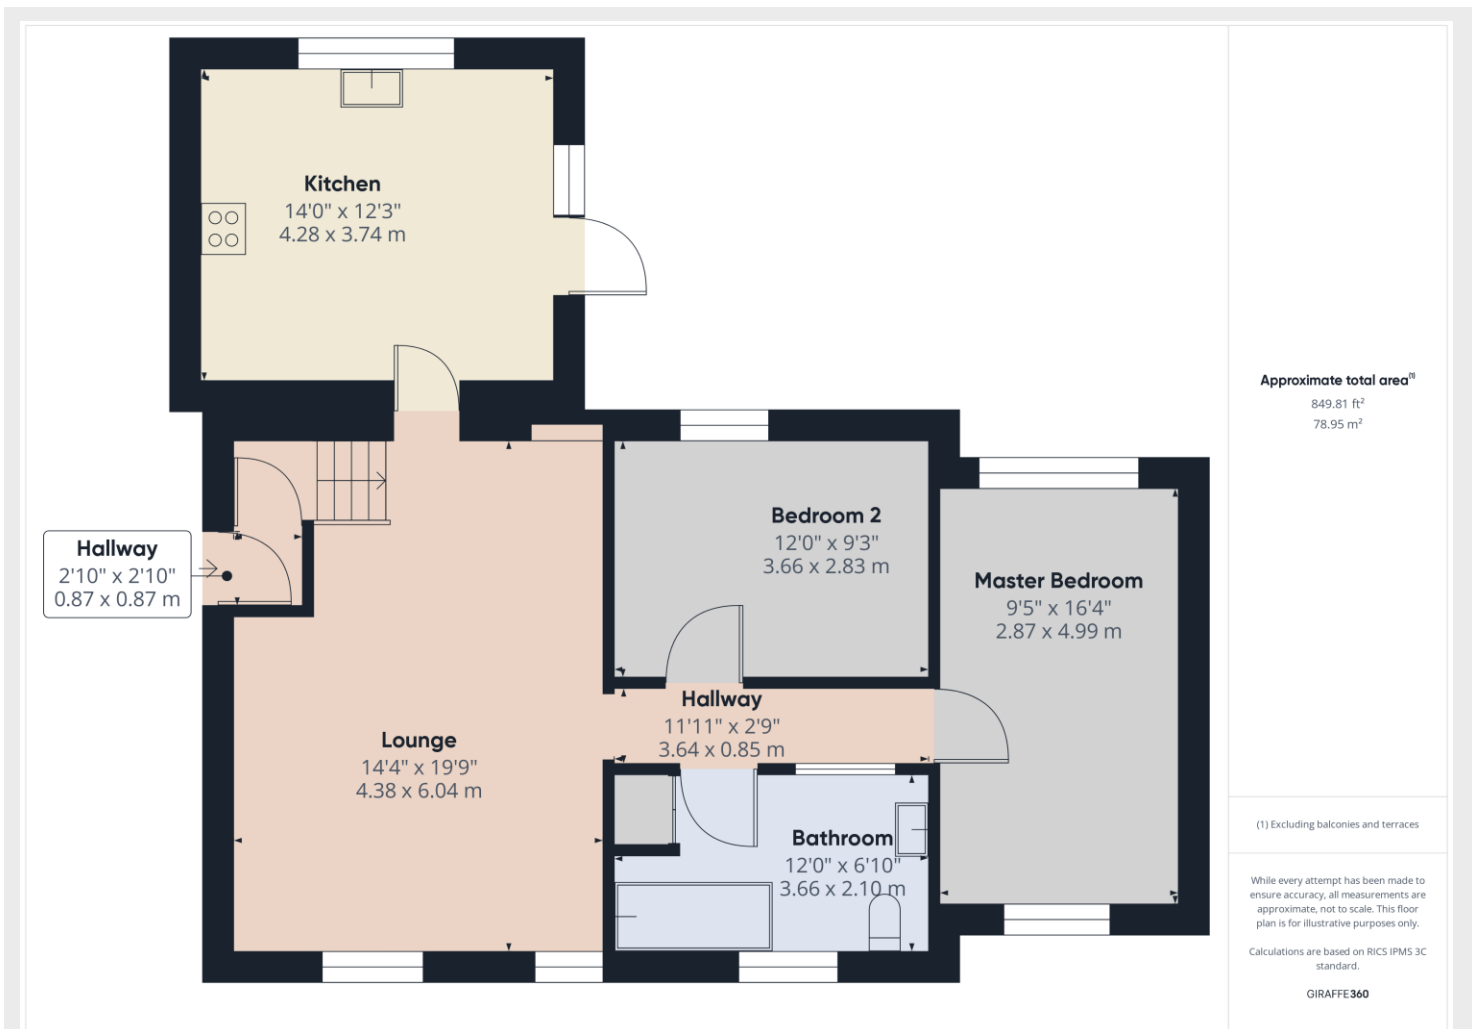 Kitchen
14'0" x 12'3"
4.28 x 3.74 m
Hallway
2'10" x 2'10"
0.87 x 0.87 m
Bedroom 2
12'0" x 9'3"
3.66 x 2.83 m
Master Bedroom
9'5" x 16'4"
2.87 x 4.99 m
Hallway
11'11" x 2'9"
3.64 x 0.85 m
Lounge
14'4" x 19'9"
4.38 x 6.04 m
Bathroom
12'0" x 6'10"
3.66 x 2.10 m
Approximate total area(1)
849.81 ft²
78.95 m²
(1) Excluding balconies and terraces
While every attempt has been made to
ensure accuracy, all measurements are
approximate, not to scale. This floor
plan is for illustrative purposes only.
Calculations are based on RICS IPMS 3C
standard.
GIRAFFE360